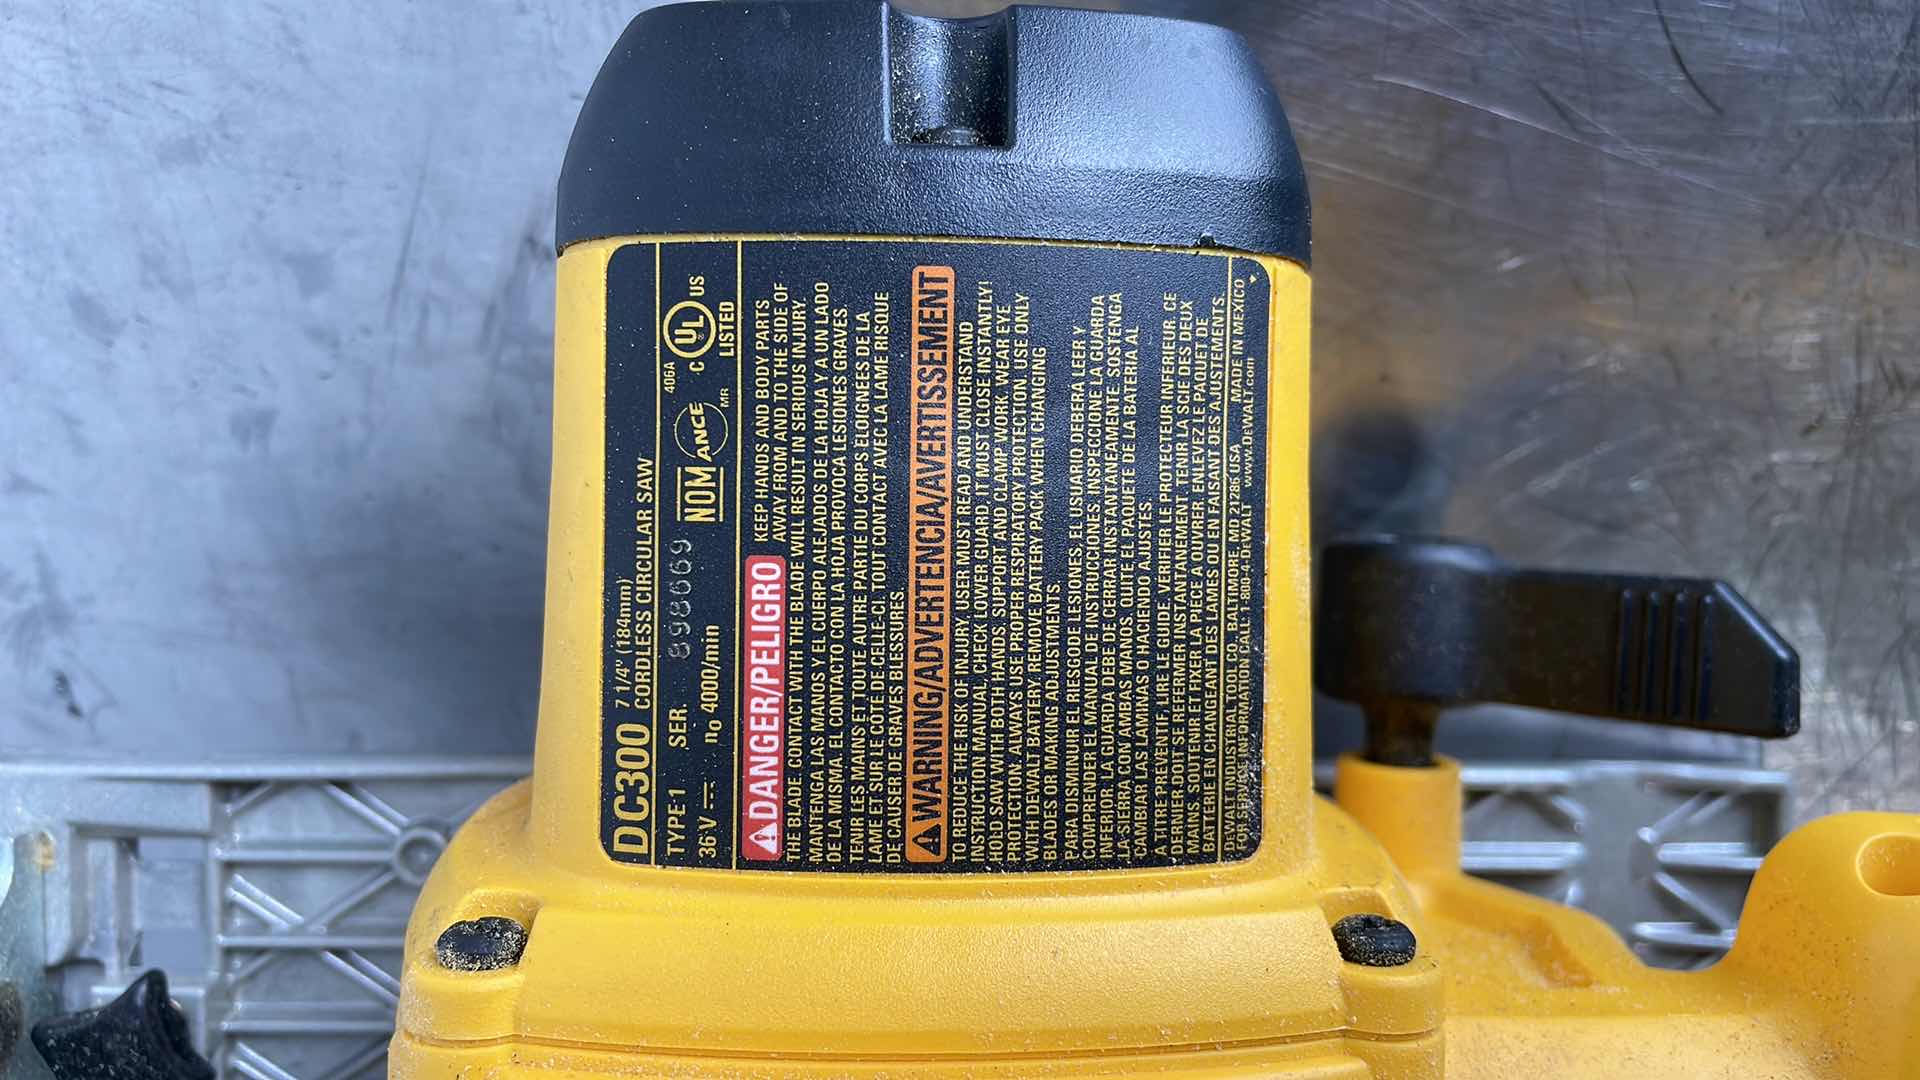 DC300 7 1/4" (184mm)
CORDLESS CIRCULAR SAW
TYPE 1 SER. 898669
36 V n₀ 4000/min
NOM ANCE MR
406A
C UL US
LISTED
DANGER/PELIGRO KEEP HANDS AND BODY PARTS
AWAY FROM AND TO THE SIDE OF
THE BLADE. CONTACT WITH THE BLADE WILL RESULT IN SERIOUS INJURY.
MANTENGA LAS MANOS Y EL CUERPO ALEJADOS DE LA HOJA Y A UN LADO
DE LA MISMA. EL CONTACTO CON LA HOJA PROVOCA LESIONES GRAVES.
TENIR LES MAINS ET TOUTE AUTRE PARTIE DU CORPS ELOIGNEES DE LA
LAME ET SUR LE COTE DE CELLE-CI. TOUT CONTACT AVEC LA LAME RISQUE
DE CAUSER DE GRAVES BLESSURES.
WARNING/ADVERTENCIA/AVERTISSEMENT
TO REDUCE THE RISK OF INJURY, USER MUST READ AND UNDERSTAND
INSTRUCTION MANUAL. CHECK LOWER GUARD, IT MUST CLOSE INSTANTLY!
HOLD SAW WITH BOTH HANDS. SUPPORT AND CLAMP WORK. WEAR EYE
PROTECTION. ALWAYS USE PROPER RESPIRATORY PROTECTION. USE ONLY
WITH DEWALT BATTERY. REMOVE BATTERY PACK WHEN CHANGING
BLADES OR MAKING ADJUSTMENTS.
PARA DISMINUIR EL RIESGODE LESIONES, EL USUARIO DEBERÁ LEER Y
COMPRENDER EL MANUAL DE INSTRUCCIONES. INSPECCIONE LA GUARDA
INFERIOR. LA GUARDA DEBE DE CERRAR INSTANTANEAMENTE. SOSTENGA
LA SIERRA CON AMBAS MANOS. QUITE EL PAQUETE DE LA BATERIA AL
CAMBIAR LAS LAMINAS O HACIENDO AJUSTES.
A TITRE PREVENTIF, LIRE LE GUIDE. VERIFIER LE PROTECTEUR INFERIEUR. CE
DERNIER DOIT SE REFERMER INSTANTANEMENT. TENIR LA SCIE DES DEUX
MAINS. SOUTENIR ET FIXER LA PIECE A OUVRER. ENLEVEZ LE PAQUET DE
BATTERIE EN CHANGEANT DES LAMES OU EN FAISANT DES AJUSTEMENTS.
DEWALT INDUSTRIAL TOOL CO., BALTIMORE, MD 21286 USA MADE IN MEXICO
FOR SERVICE INFORMATION CALL: 1-800-4-DEWALT www.DEWALT.com